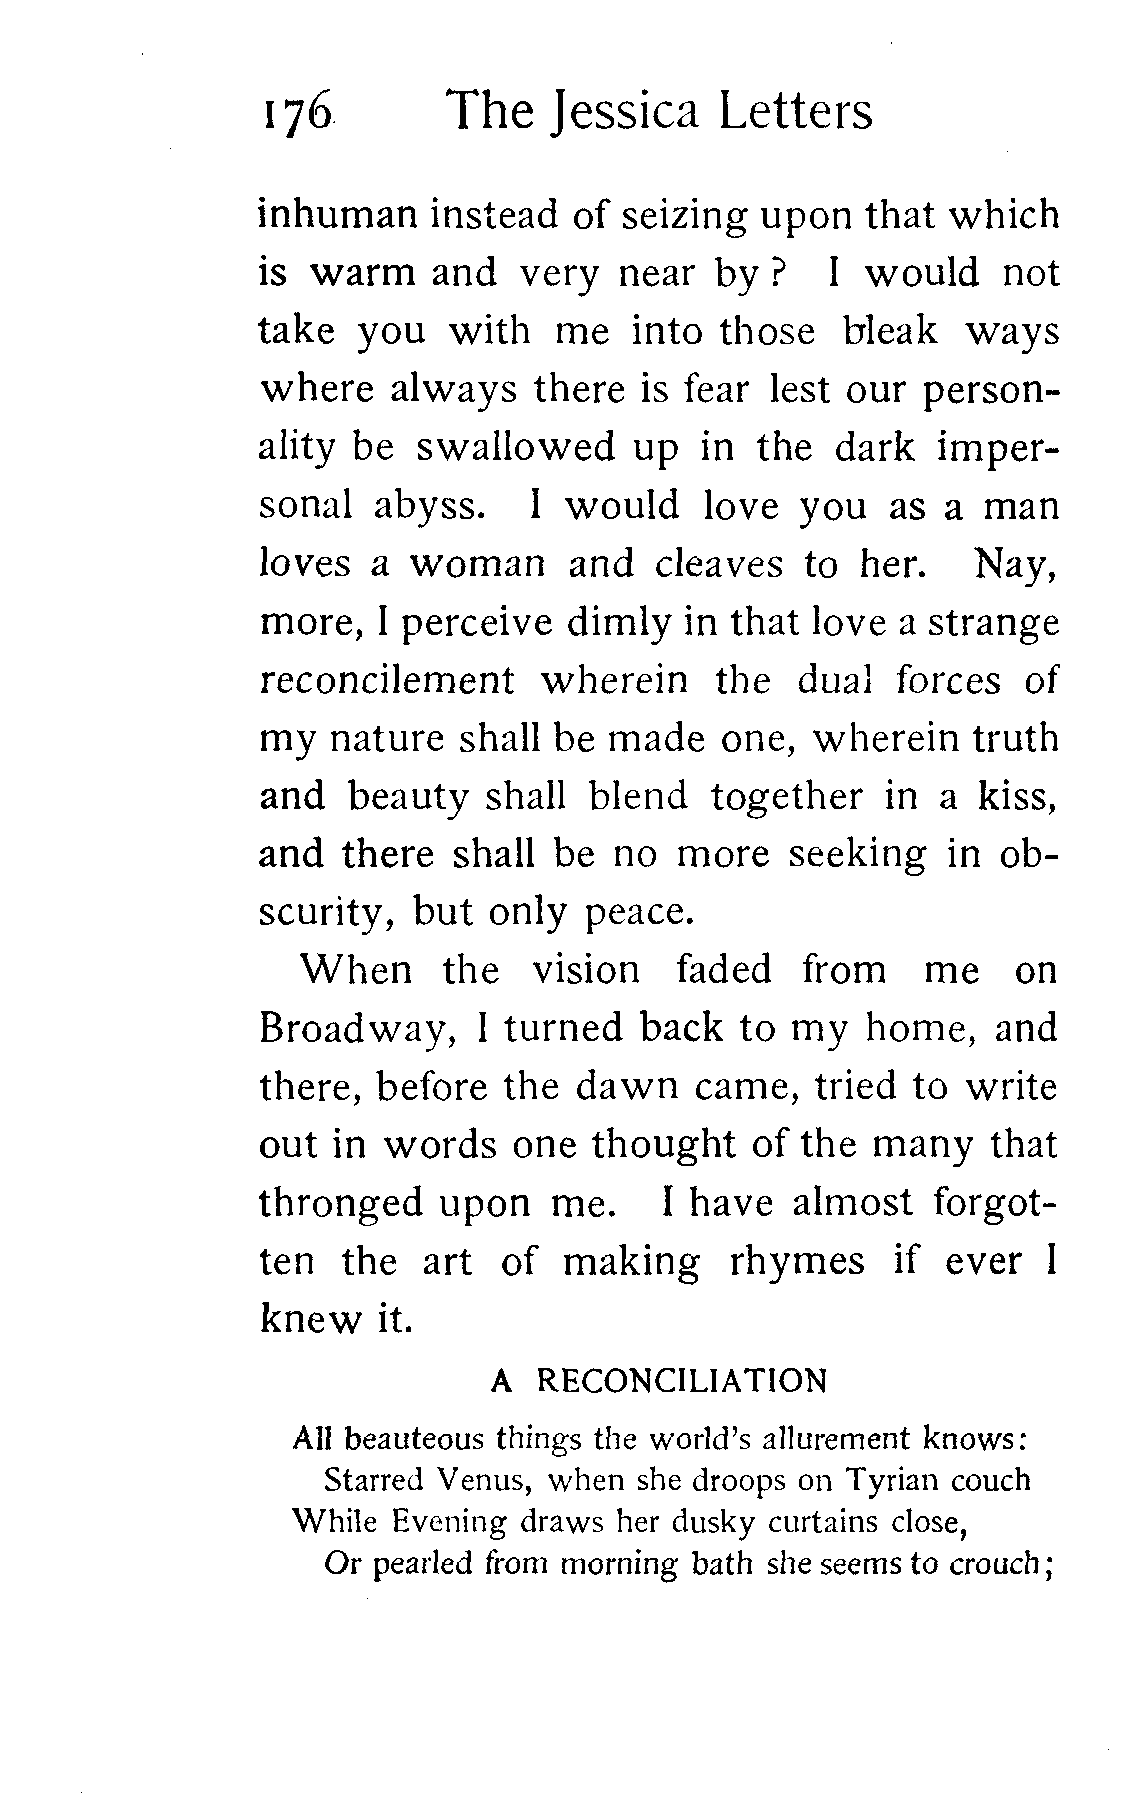 176 The Jessica Letters
inhuman instead of seizing upon that which
is warm and very near by? I would not
take you with me into those bleak ways
where always there is fear lest our person-
ality be swallowed up in the dark imper-
sonal abyss. I would love you as a man
loves a woman and cleaves to her. Nay,
more, I perceive dimly in that love a strange
reconcilement wherein the dual forces of
my nature shall be made one, wherein truth
and beauty shall blend together in a kiss,
and there shall be no more seeking in ob-
scurity, but only peace.
When the vision faded from me on
Broadway, I turned back to my home, and
there, before the dawn came, tried to write
out in words one thought of the many that
thronged upon me. I have almost forgot-
ten the art of making rhymes if ever I
knew it.
A RECONCILIATION
All beauteous things the world's allurement knows:
Starred Venus, when she droops on Tyrian couch
While Evening draws her dusky curtains close,
Or pearled from morning bath she seems to crouch;